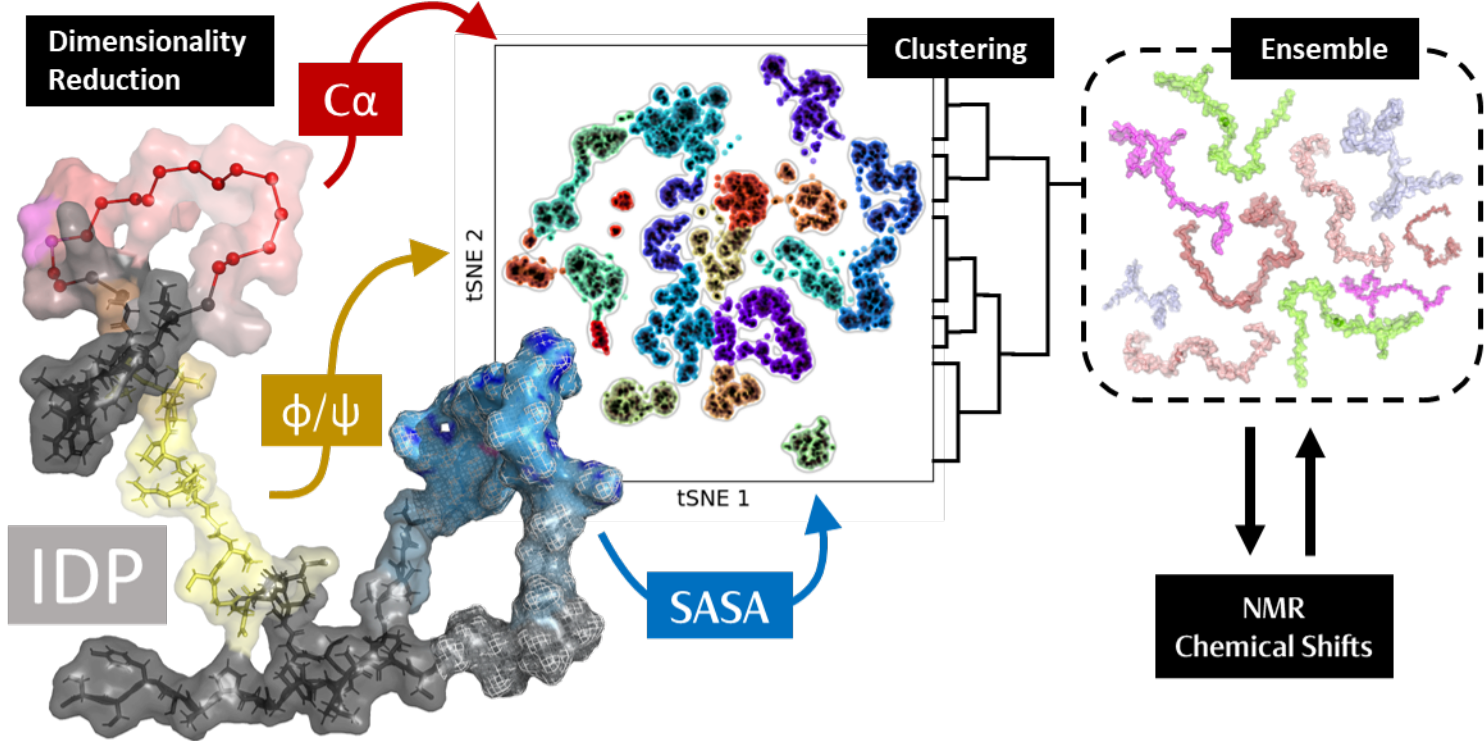 Dimensionality
Reduction
Cα
Clustering
Ensemble
tSNE 2
ϕ/ψ
tSNE 1
IDP
SASA
NMR
Chemical Shifts